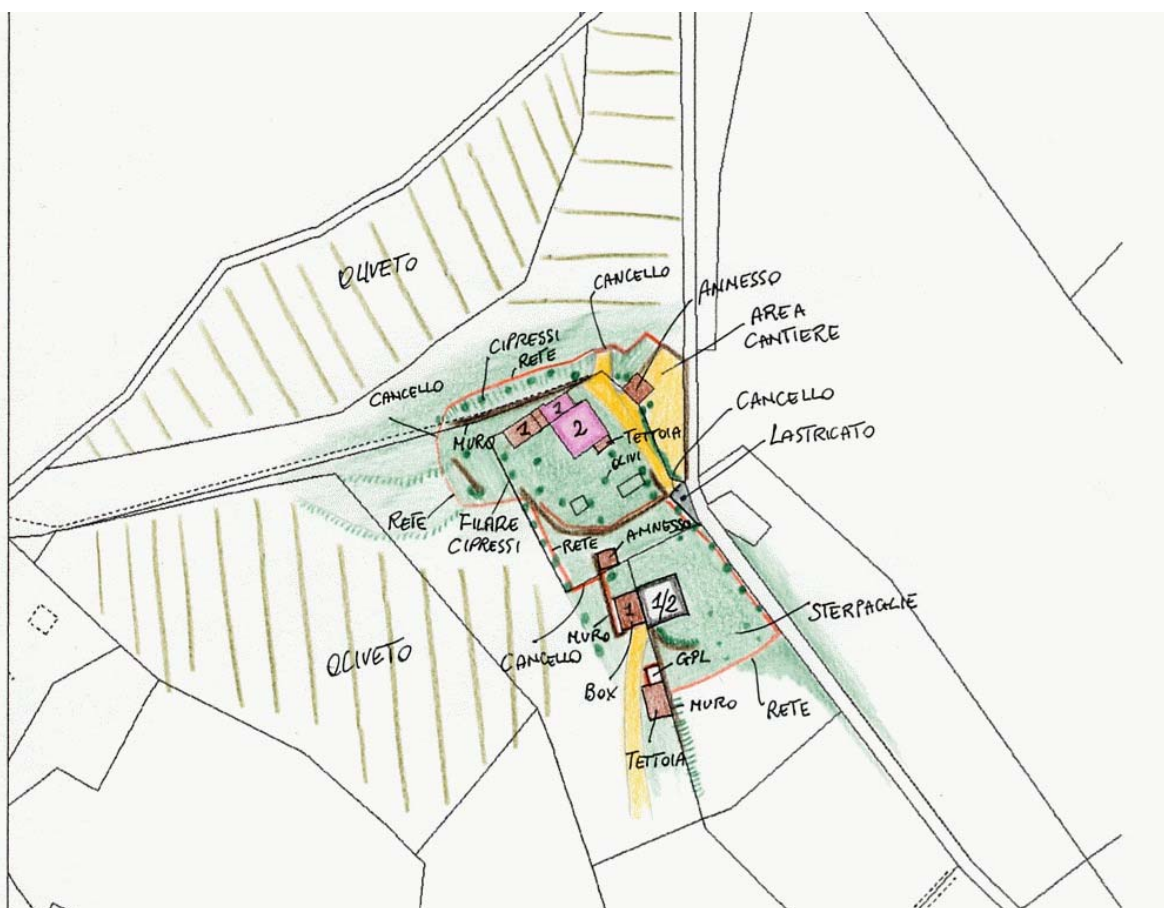 OLIVETO
CANCELLO
ANNESSO
AREA
CANTIERE
CIPRESSI
RETE
CANCELLO
CANCELLO
LASTRICATO
1
2
1
MURO
TETTOIA
OLIVI
RETE
FILARE
CIPRESSI
RETE
ANNESSO
1
1/2
STERPAGLIE
MURO
CANCELLO
OLIVETO
GPL
BOX
MURO
RETE
TETTOIA